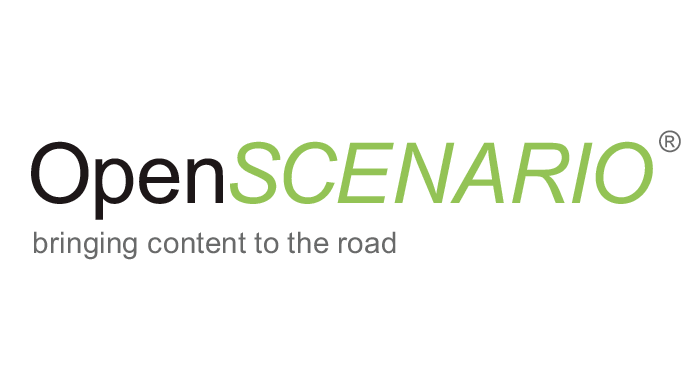 OpenSCENARIO®
bringing content to the road